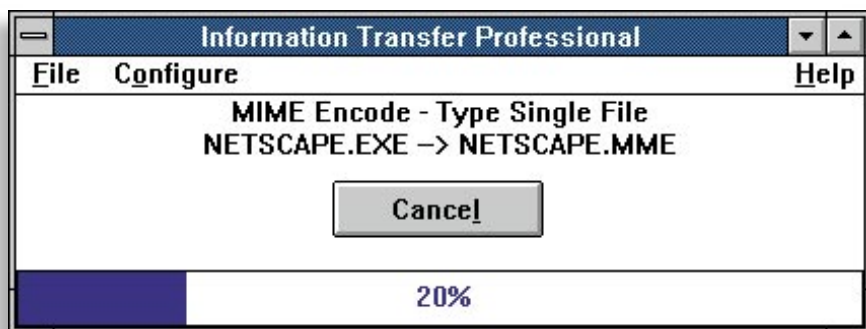 Information Transfer Professional
File Configure Help
MIME Encode - Type Single File
NETSCAPE.EXE --> NETSCAPE.MME
Cancel
20%